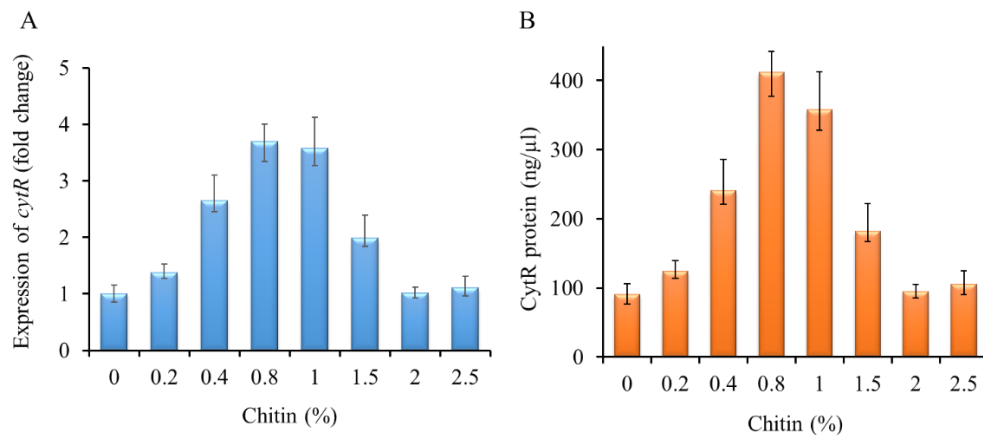 A
Expression of cytR (fold change)
5
4
3
2
1
0
0 0.2 0.4 0.8 1 1.5 2 2.5
Chitin (%)
B
CytR protein (ng/µl)
400
300
200
100
0
0 0.2 0.4 0.8 1 1.5 2 2.5
Chitin (%)